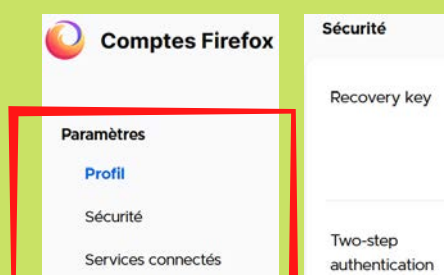 Comptes Firefox
Paramètres
Profil
Sécurité
Services connectés
Sécurité
Recovery key
Two-step
authentication